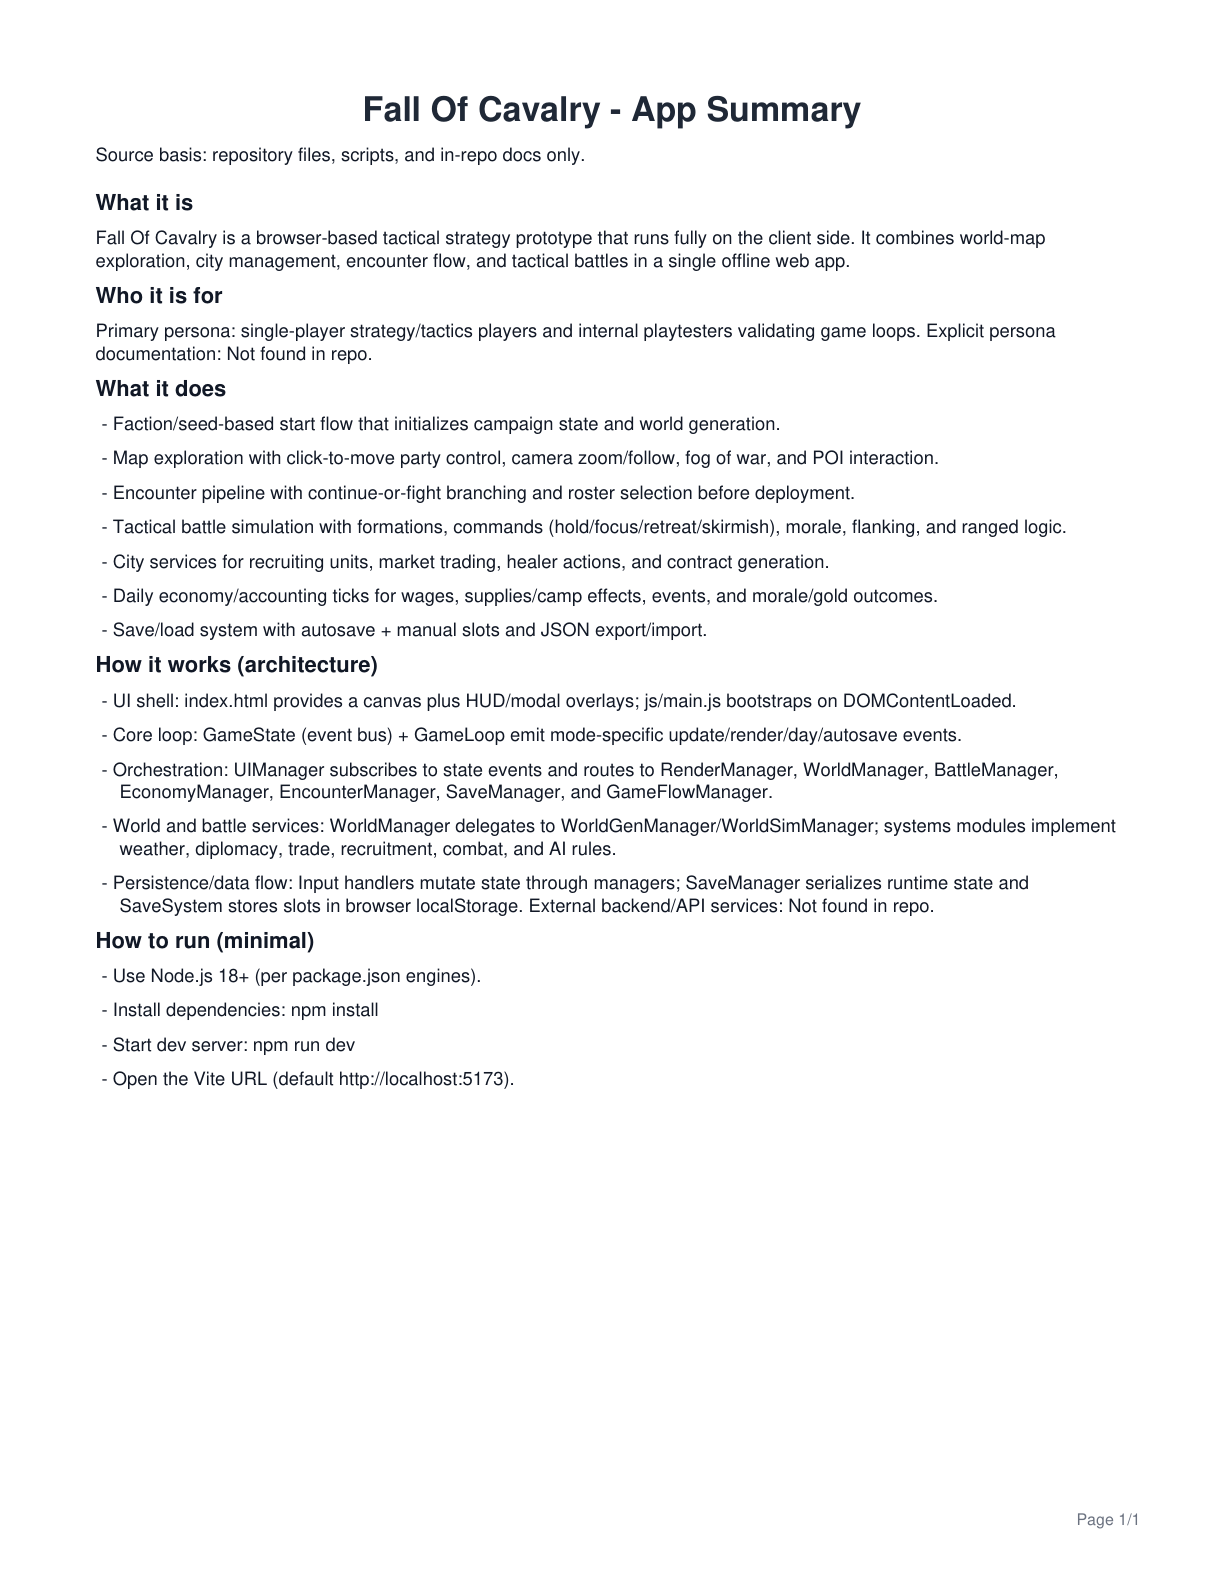 Fall Of Cavalry - App Summary
Source basis: repository files, scripts, and in-repo docs only.
What it is
Fall Of Cavalry is a browser-based tactical strategy prototype that runs fully on the client side. It combines world-map
exploration, city management, encounter flow, and tactical battles in a single offline web app.
Who it is for
Primary persona: single-player strategy/tactics players and internal playtesters validating game loops. Explicit persona
documentation: Not found in repo.
What it does
- Faction/seed-based start flow that initializes campaign state and world generation.
- Map exploration with click-to-move party control, camera zoom/follow, fog of war, and POI interaction.
- Encounter pipeline with continue-or-fight branching and roster selection before deployment.
- Tactical battle simulation with formations, commands (hold/focus/retreat/skirmish), morale, flanking, and ranged logic.
- City services for recruiting units, market trading, healer actions, and contract generation.
- Daily economy/accounting ticks for wages, supplies/camp effects, events, and morale/gold outcomes.
- Save/load system with autosave + manual slots and JSON export/import.
How it works (architecture)
- UI shell: index.html provides a canvas plus HUD/modal overlays; js/main.js bootstraps on DOMContentLoaded.
- Core loop: GameState (event bus) + GameLoop emit mode-specific update/render/day/autosave events.
- Orchestration: UIManager subscribes to state events and routes to RenderManager, WorldManager, BattleManager,
EconomyManager, EncounterManager, SaveManager, and GameFlowManager.
- World and battle services: WorldManager delegates to WorldGenManager/WorldSimManager; systems modules implement
weather, diplomacy, trade, recruitment, combat, and AI rules.
- Persistence/data flow: Input handlers mutate state through managers; SaveManager serializes runtime state and
SaveSystem stores slots in browser localStorage. External backend/API services: Not found in repo.
How to run (minimal)
- Use Node.js 18+ (per package.json engines).
- Install dependencies: npm install
- Start dev server: npm run dev
- Open the Vite URL (default http://localhost:5173).
Page 1/1